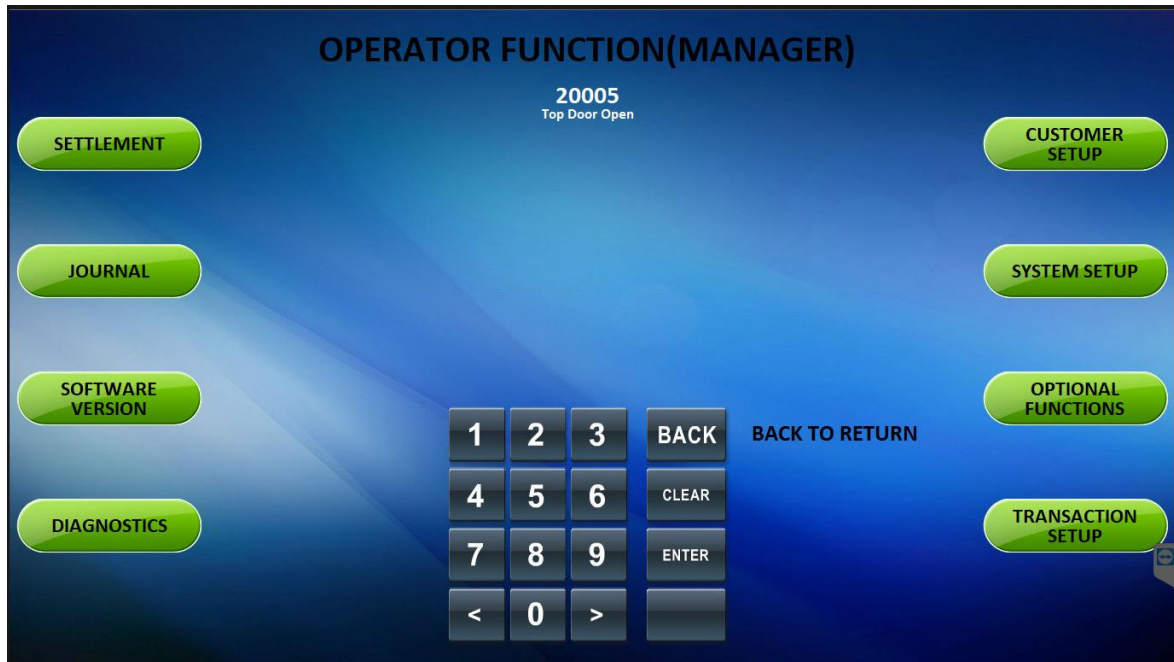 OPERATOR FUNCTION(MANAGER)
20005
Top Door Open
SETTLEMENT
CUSTOMER
SETUP
JOURNAL
SYSTEM SETUP
SOFTWARE
VERSION
OPTIONAL
FUNCTIONS
1 2 3 BACK BACK TO RETURN
4 5 6 CLEAR
DIAGNOSTICS
TRANSACTION
SETUP
7 8 9 ENTER
< 0 >